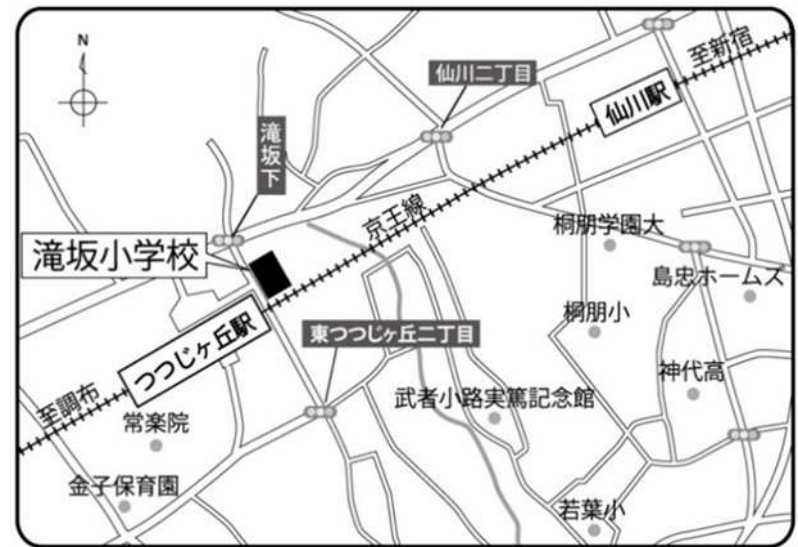 N
至新宿
仙川二丁目
仙川駅
滝坂下
京王線
桐朋学園大
滝坂小学校
島忠ホームズ
東つつじヶ丘二丁目
桐朋小
つつじヶ丘駅
神代高
武者小路実篤記念館
至調布
常楽院
金子保育園
若葉小